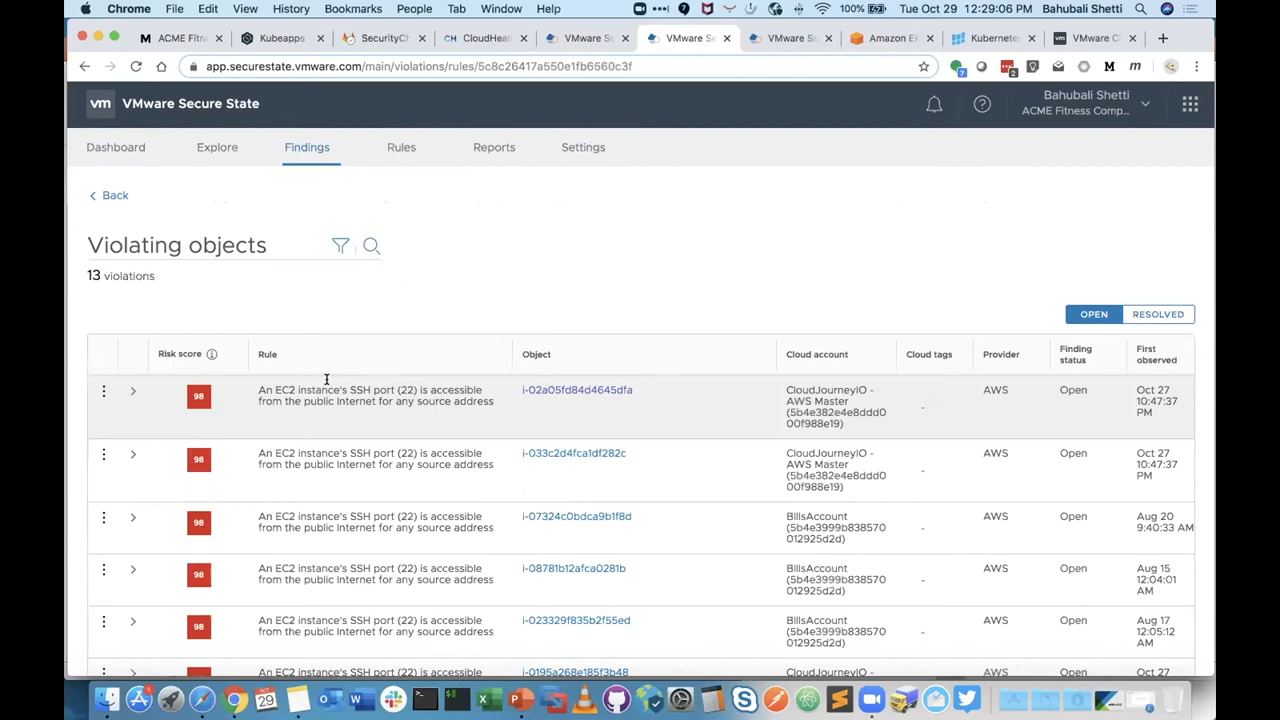 Chrome File Edit View History Bookmarks People Tab Window Help 100% Tue Oct 29 12:29:06 PM Bahubali Shetti
ACME Fitn Kubeapps SecurityCh CloudHeal VMware Se VMware Se VMware Se Amazon E Kubernete VMware C
app.securestate.vmware.com/main/violations/rules/5c8c26417a550e1fb6560c3f
7 2 M m
vm VMware Secure State
Bahubali Shetti
ACME Fitness Comp...
Dashboard Explore Findings Rules Reports Settings
Back
Violating objects
13 violations
OPEN RESOLVED
Risk score Rule Object Cloud account Cloud tags Provider Finding status First observed
98 An EC2 instance's SSH port (22) is accessible from the public Internet for any source address i-02a05fd84d4645dfa CloudJourneyIO - AWS Master (5b4e382e4e8ddd000f988e19) - AWS Open Oct 27 10:47:37 PM
98 An EC2 instance's SSH port (22) is accessible from the public Internet for any source address i-033c2d4fca1df282c CloudJourneyIO - AWS Master (5b4e382e4e8ddd000f988e19) - AWS Open Oct 27 10:47:37 PM
98 An EC2 instance's SSH port (22) is accessible from the public Internet for any source address i-07324c0bdca9b1f8d BillsAccount (5b4e3999b838570012925d2d) - AWS Open Aug 20 9:40:33 AM
98 An EC2 instance's SSH port (22) is accessible from the public Internet for any source address i-08781b12afca0281b BillsAccount (5b4e3999b838570012925d2d) - AWS Open Aug 15 12:04:01 AM
98 An EC2 instance's SSH port (22) is accessible from the public Internet for any source address i-023329f835b2f55ed BillsAccount (5b4e3999b838570012925d2d) - AWS Open Aug 17 12:05:12 AM
An EC2 instance's SSH port (22) is accessible i-0195a268e185f3b48 CloudJourneyIO - AWS Open Oct 27
OCT 29